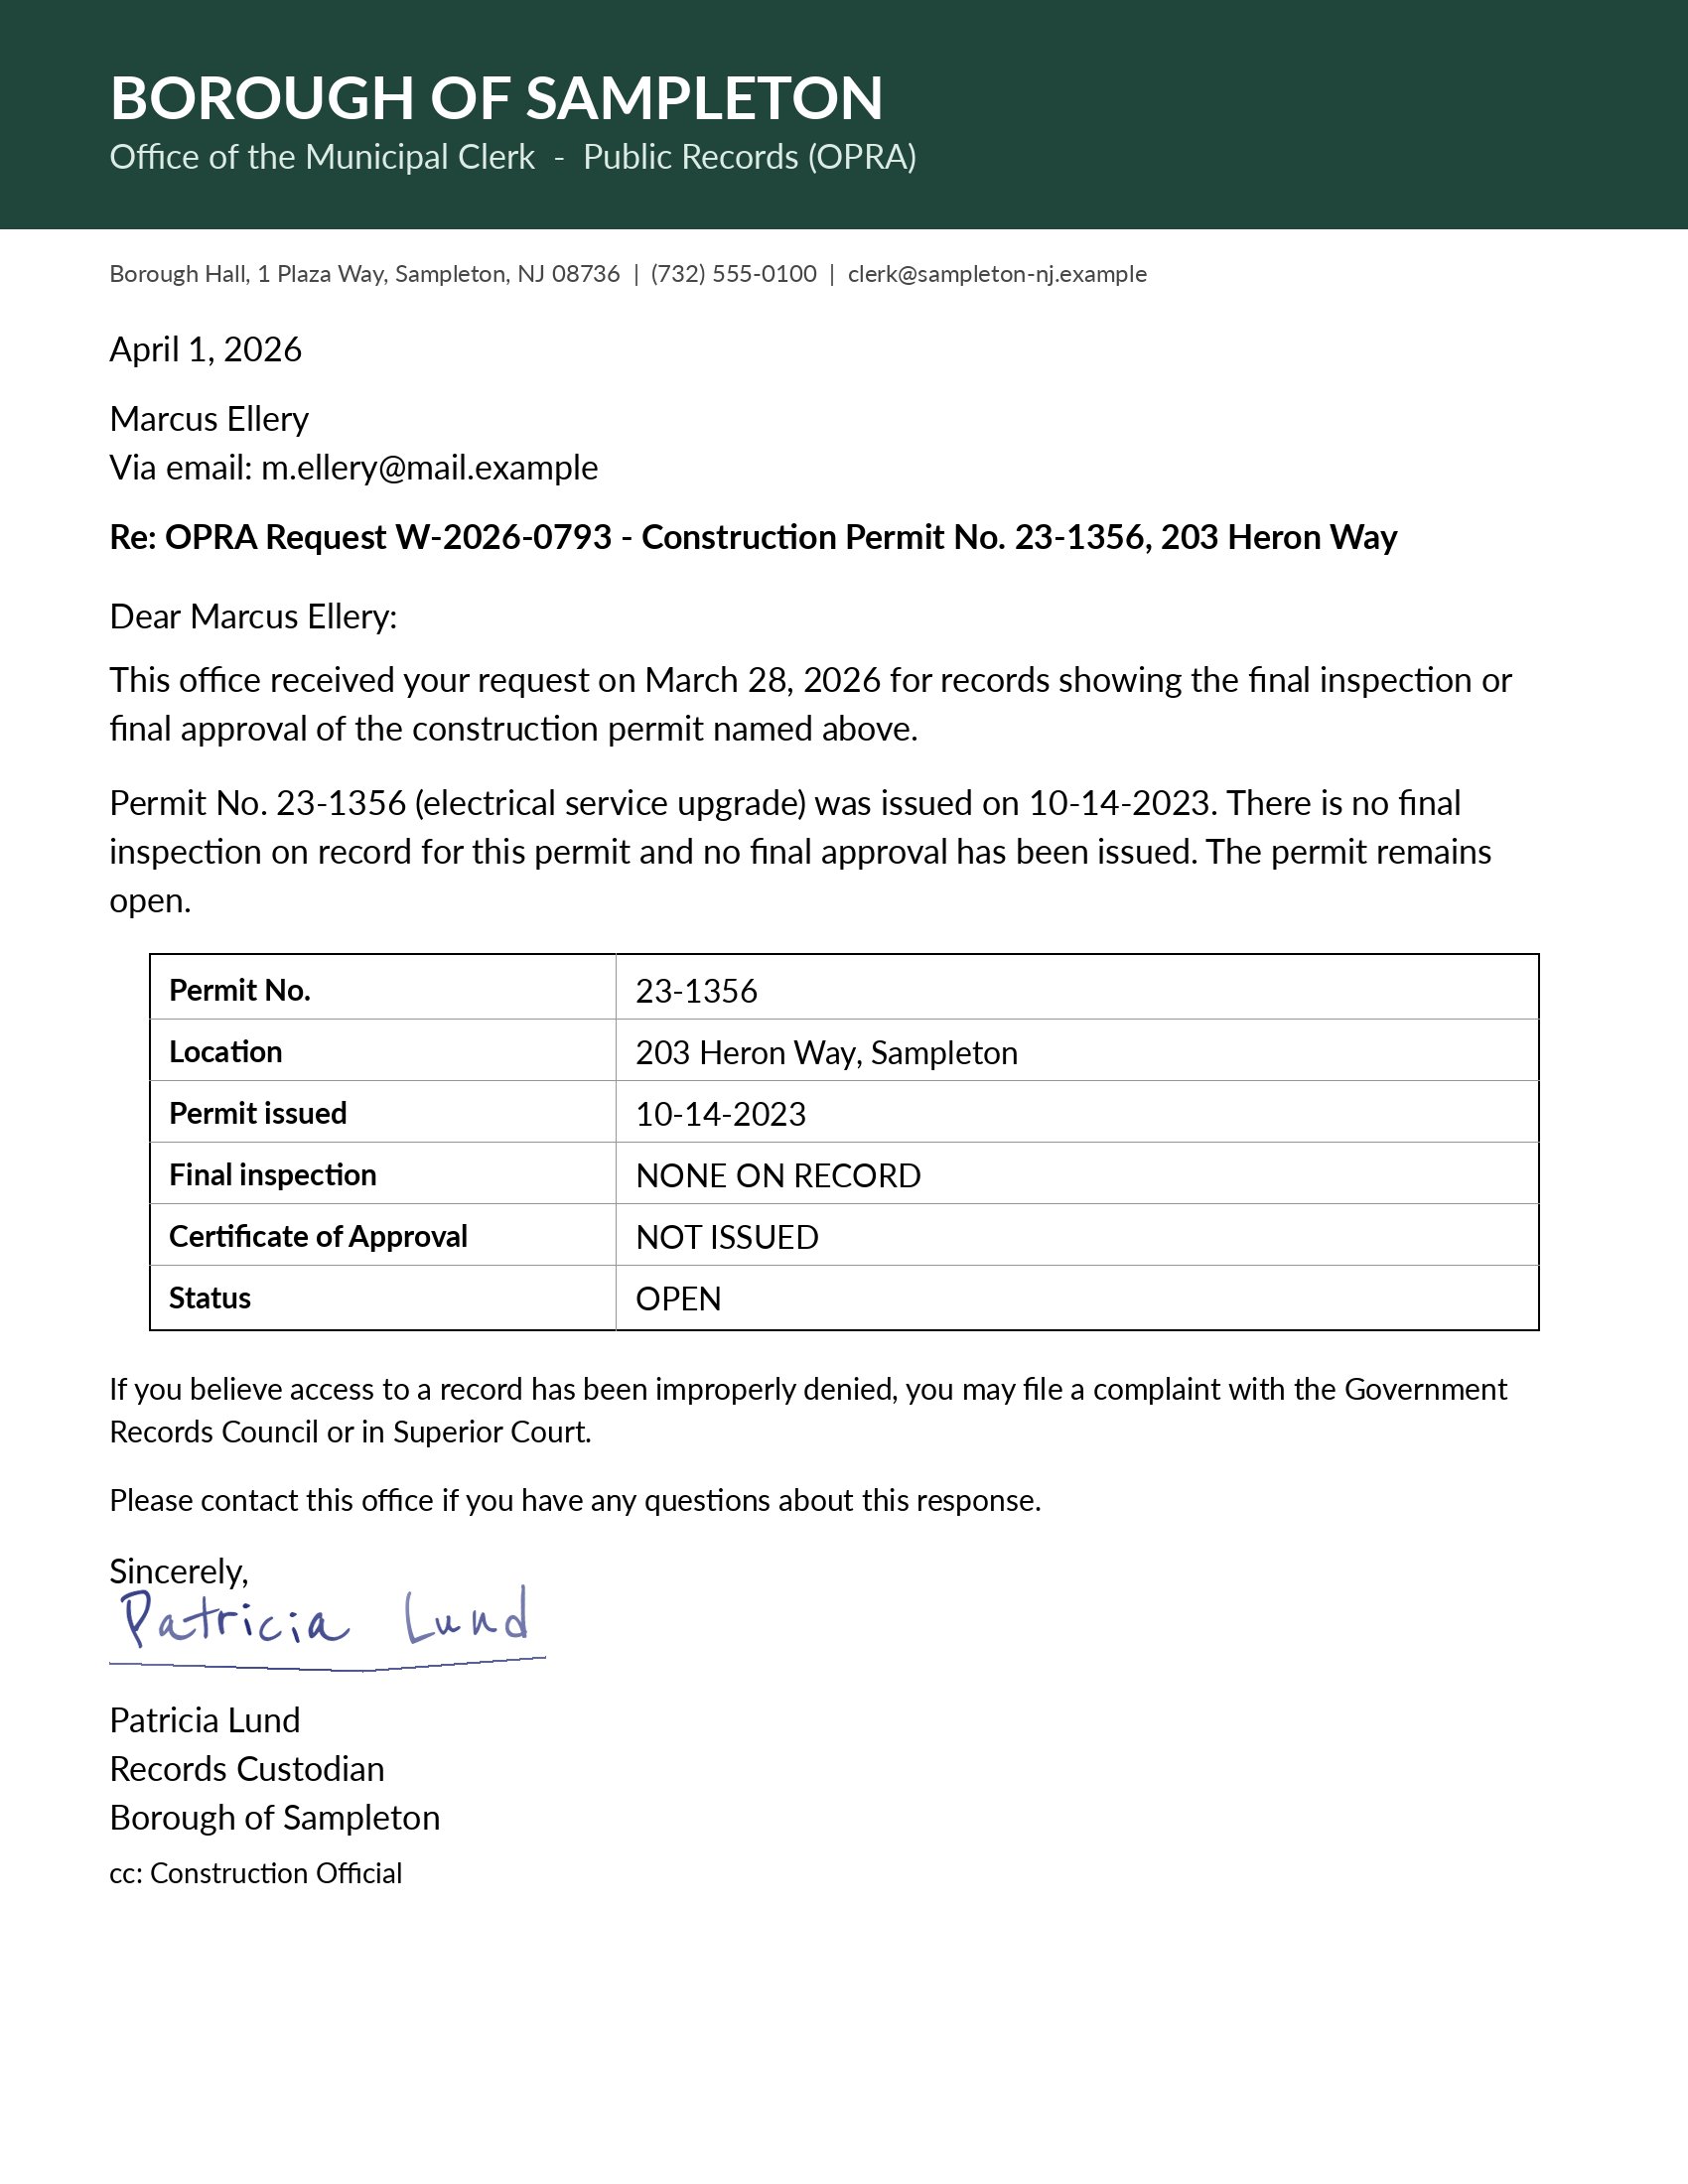 BOROUGH OF SAMPLETON
Office of the Municipal Clerk - Public Records (OPRA)
Borough Hall, 1 Plaza Way, Sampleton, NJ 08736 | (732) 555-0100 | clerk@sampleton-nj.example
April 1, 2026
Marcus Ellery
Via email: m.ellery@mail.example
Re: OPRA Request W-2026-0793 - Construction Permit No. 23-1356, 203 Heron Way
Dear Marcus Ellery:
This office received your request on March 28, 2026 for records showing the final inspection or
final approval of the construction permit named above.
Permit No. 23-1356 (electrical service upgrade) was issued on 10-14-2023. There is no final
inspection on record for this permit and no final approval has been issued. The permit remains
open.
Permit No. 23-1356
Location 203 Heron Way, Sampleton
Permit issued 10-14-2023
Final inspection NONE ON RECORD
Certificate of Approval NOT ISSUED
Status OPEN
If you believe access to a record has been improperly denied, you may file a complaint with the Government
Records Council or in Superior Court.
Please contact this office if you have any questions about this response.
Sincerely,
Patricia Lund
Patricia Lund
Records Custodian
Borough of Sampleton
cc: Construction Official